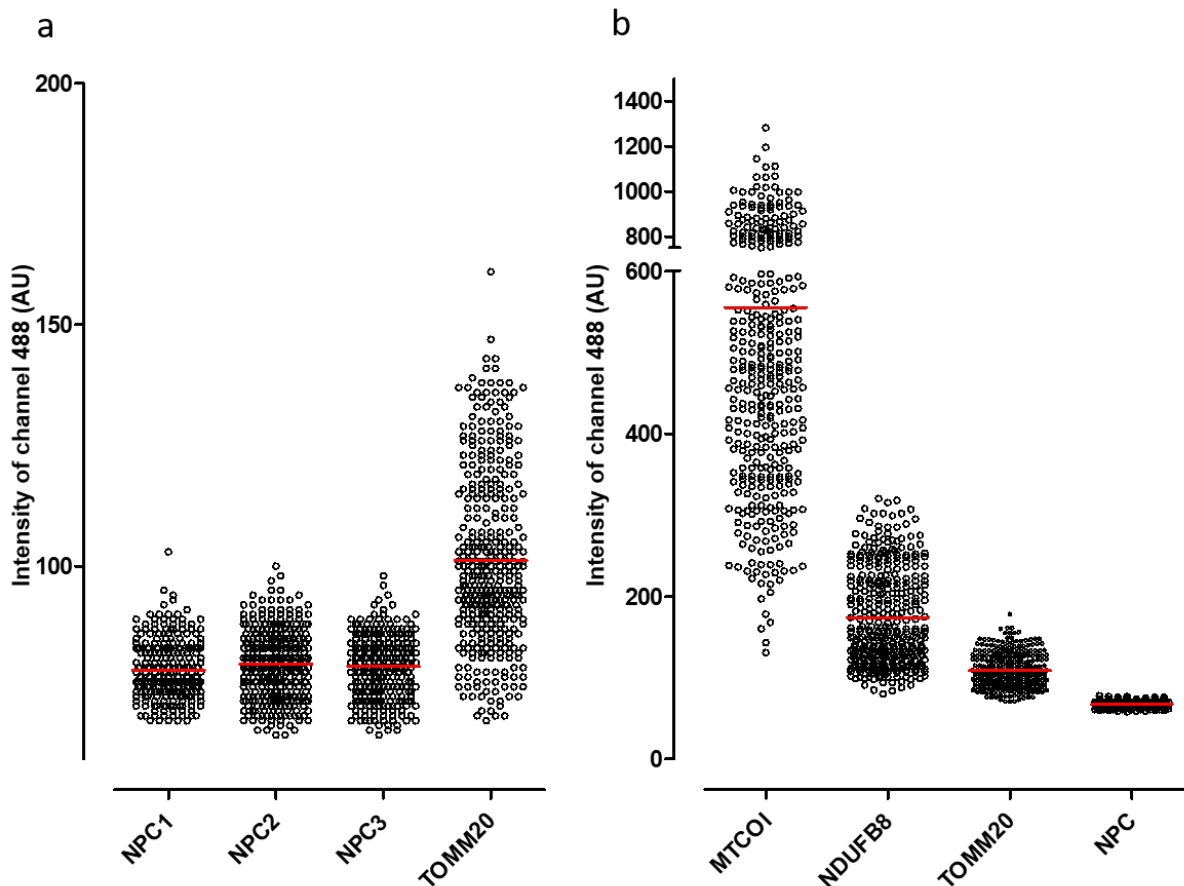 a
Intensity of channel 488 (AU)
200
150
100
NPC1
NPC2
NPC3
TOMM20
b
Intensity of channel 488 (AU)
1400
1200
1000
800
600
400
200
0
MTCOI
NDUFB8
TOMM20
NPC